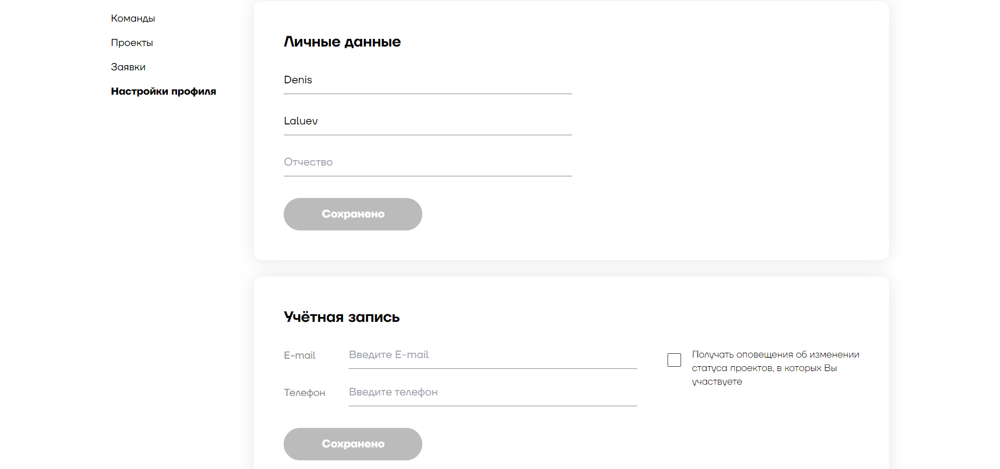 Команды
Проекты
Заявки
Настройки профиля
Личные данные
Denis
Laluev
Отчество
Сохранено
Учётная запись
E-mail
Введите E-mail
Телефон
Введите телефон
Получать оповещения об изменении
статуса проектов, в которых Вы
участвуете
Сохранено